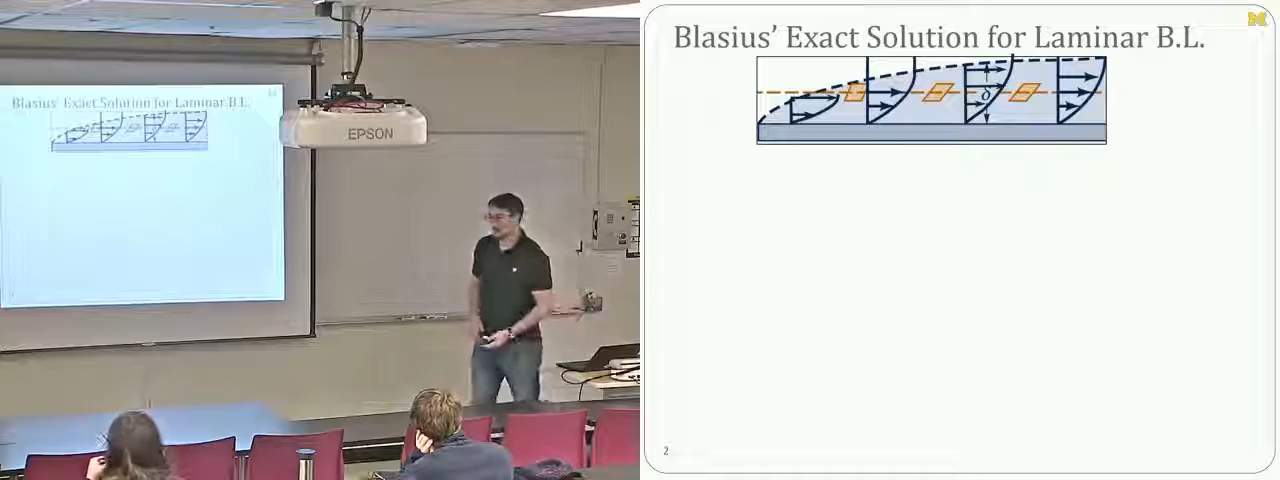 Blasius' Exact Solution for Laminar B.L.
δ
2
M
Blasius' Exact Solution for Laminar B.L.
EPSON